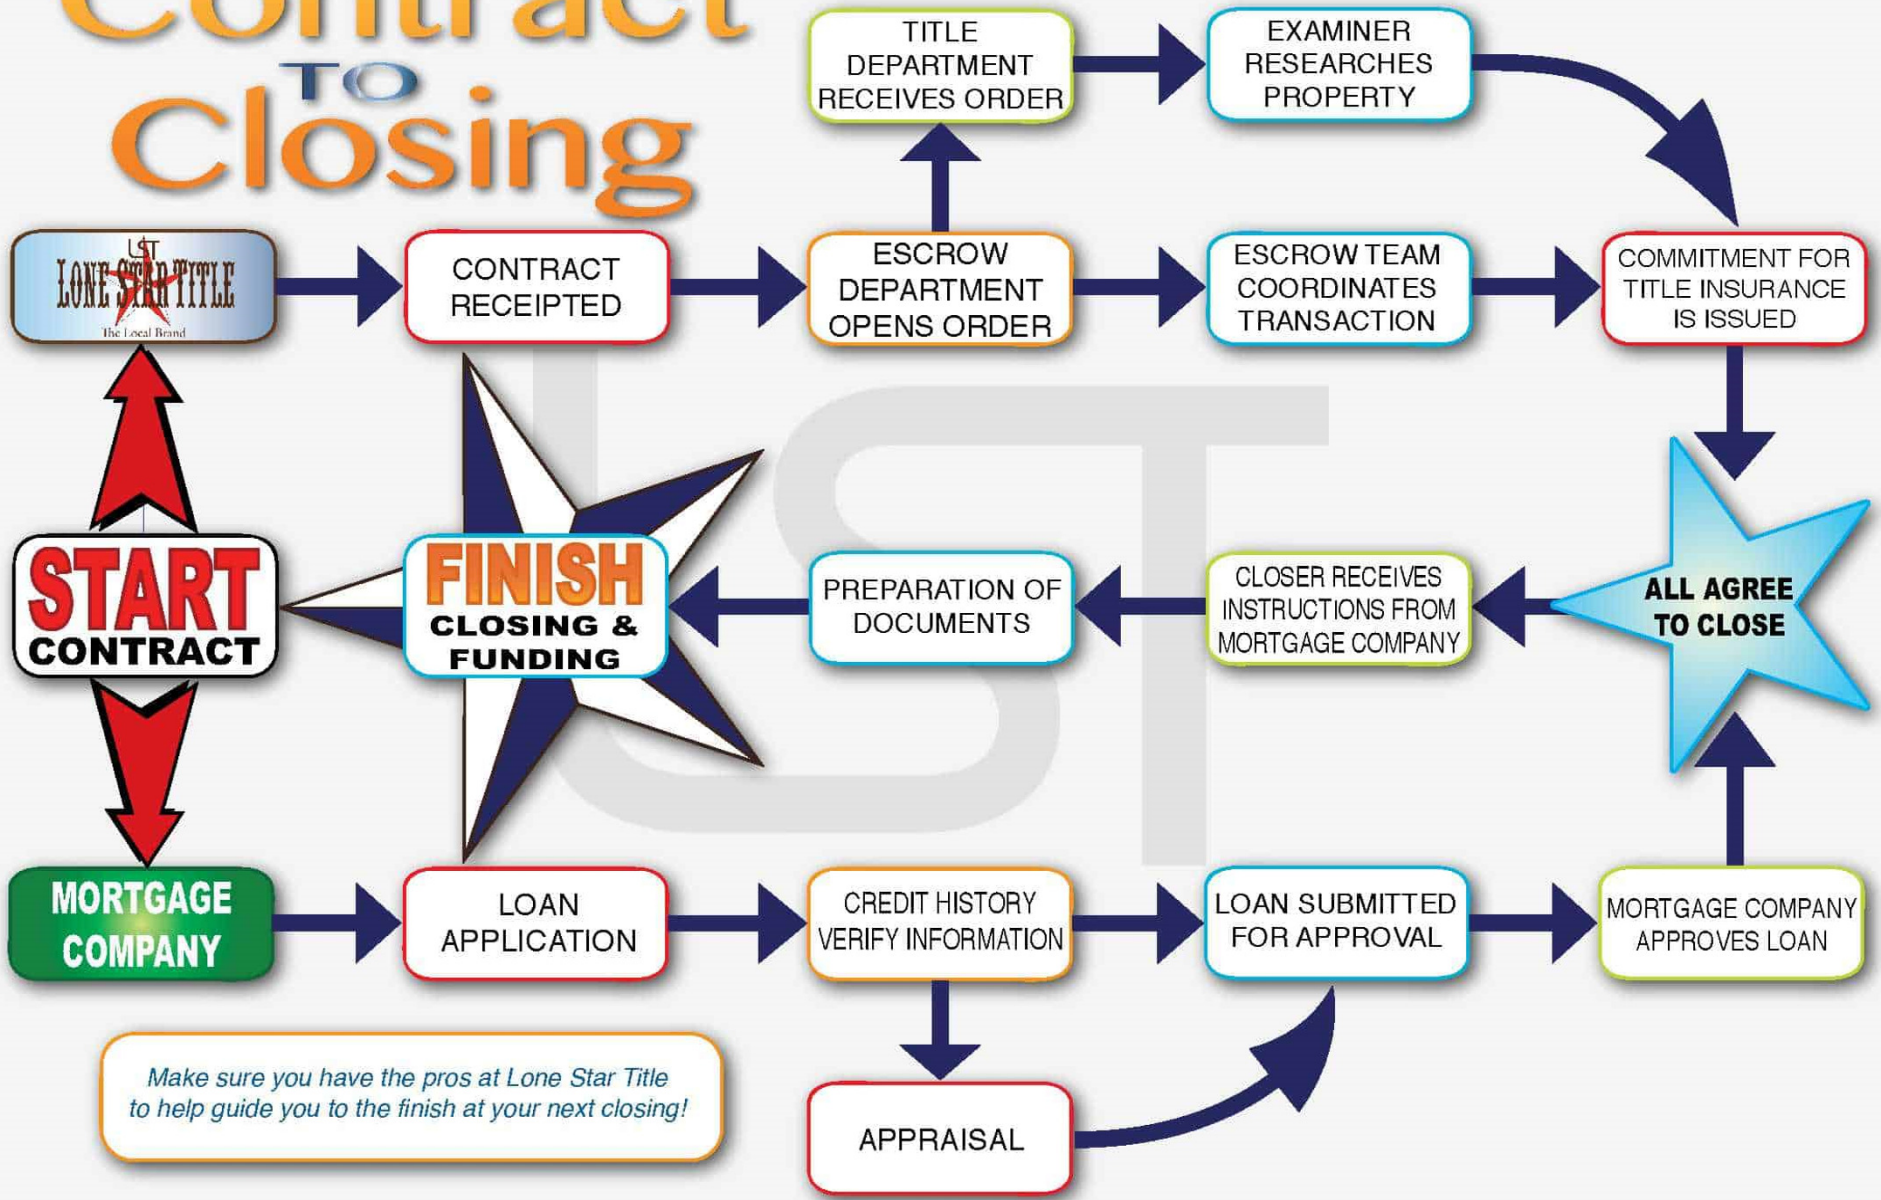 Contract
TO
Closing
TITLE
DEPARTMENT
RECEIVES ORDER
EXAMINER
RESEARCHES
PROPERTY
LST
LONE STAR TITLE
The Local Brand
CONTRACT
RECEIPTED
ESCROW
DEPARTMENT
OPENS ORDER
ESCROW TEAM
COORDINATES
TRANSACTION
COMMITMENT FOR
TITLE INSURANCE
IS ISSUED
START
CONTRACT
FINISH
CLOSING &
FUNDING
PREPARATION OF
DOCUMENTS
CLOSER RECEIVES
INSTRUCTIONS FROM
MORTGAGE COMPANY
ALL AGREE
TO CLOSE
LST
MORTGAGE
COMPANY
LOAN
APPLICATION
CREDIT HISTORY
VERIFY INFORMATION
LOAN SUBMITTED
FOR APPROVAL
MORTGAGE COMPANY
APPROVES LOAN
Make sure you have the pros at Lone Star Title
to help guide you to the finish at your next closing!
APPRAISAL